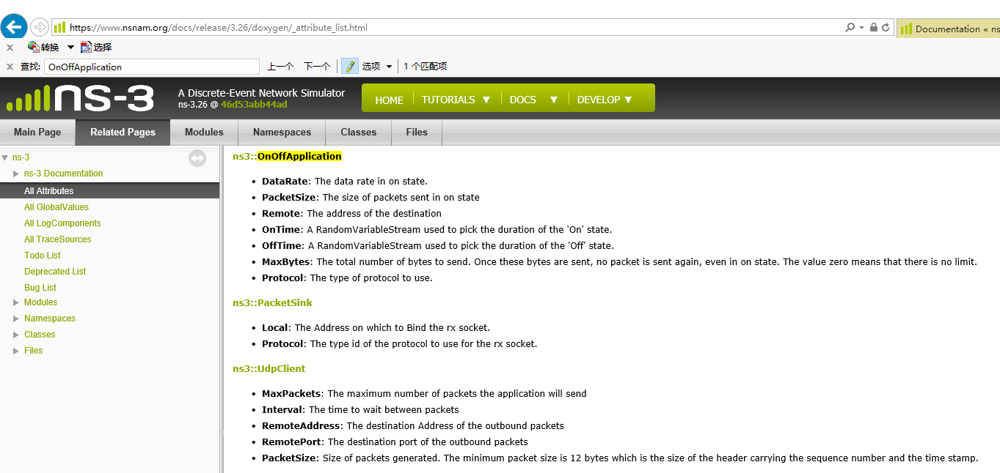 https://www.nsnam.org/docs/release/3.26/doxygen/_attribute_list.html
Documentation « ns
x 转换 选择
x 查找: OnOffApplication 上一个 下一个 选项 1 个匹配项
ns-3
A Discrete-Event Network Simulator
ns-3.26 @ 46d53abb44ad
HOME TUTORIALS ▼ DOCS ▼ DEVELOP ▼
Main Page Related Pages Modules Namespaces Classes Files
ns-3
ns-3 Documentation
All Attributes
All GlobalValues
All LogComponents
All TraceSources
Todo List
Deprecated List
Bug List
Modules
Namespaces
Classes
Files
ns3::OnOffApplication
• DataRate: The data rate in on state.
• PacketSize: The size of packets sent in on state
• Remote: The address of the destination
• OnTime: A RandomVariableStream used to pick the duration of the 'On' state.
• OffTime: A RandomVariableStream used to pick the duration of the 'Off' state.
• MaxBytes: The total number of bytes to send. Once these bytes are sent, no packet is sent again, even in on state. The value zero means that there is no limit.
• Protocol: The type of protocol to use.
ns3::PacketSink
• Local: The Address on which to Bind the rx socket.
• Protocol: The type id of the protocol to use for the rx socket.
ns3::UdpClient
• MaxPackets: The maximum number of packets the application will send
• Interval: The time to wait between packets
• RemoteAddress: The destination Address of the outbound packets
• RemotePort: The destination port of the outbound packets
• PacketSize: Size of packets generated. The minimum packet size is 12 bytes which is the size of the header carrying the sequence number and the time stamp.